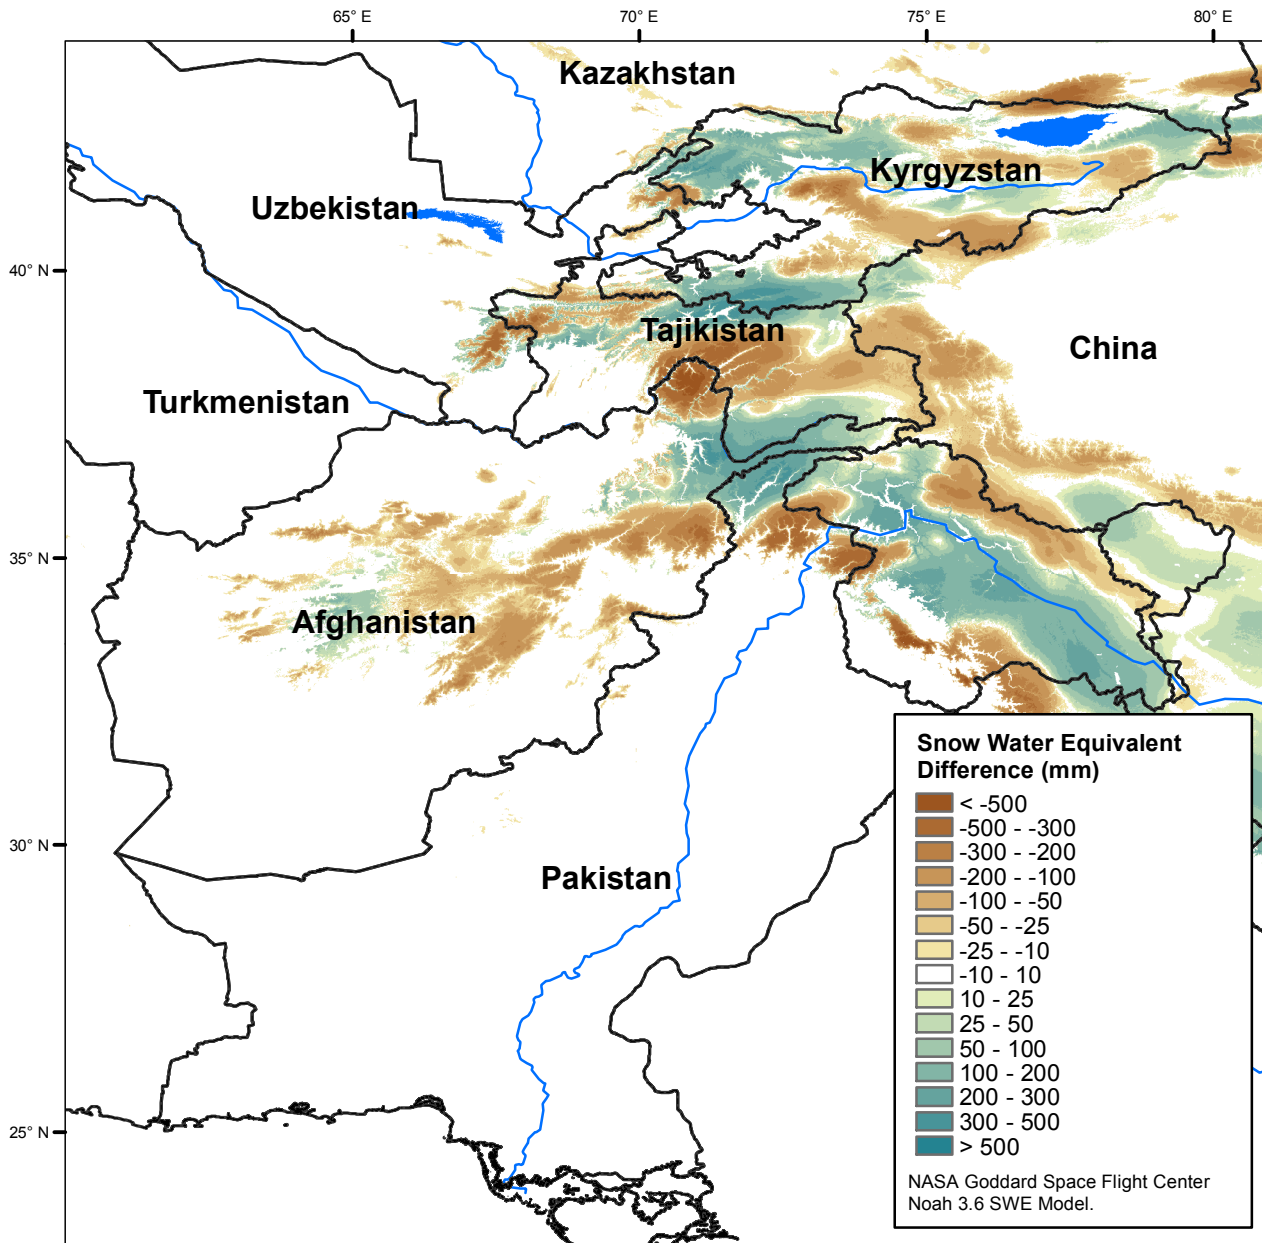 65° E
70° E
75° E
80° E
Kazakhstan
Kyrgyzstan
Uzbekistan
40° N
Tajikistan
China
Turkmenistan
35° N
Afghanistan
30° N
Pakistan
25° N
Snow Water Equivalent
Difference (mm)
< -500
-500 - -300
-300 - -200
-200 - -100
-100 - -50
-50 - -25
-25 - -10
-10 - 10
10 - 25
25 - 50
50 - 100
100 - 200
200 - 300
300 - 500
> 500
NASA Goddard Space Flight Center
Noah 3.6 SWE Model.